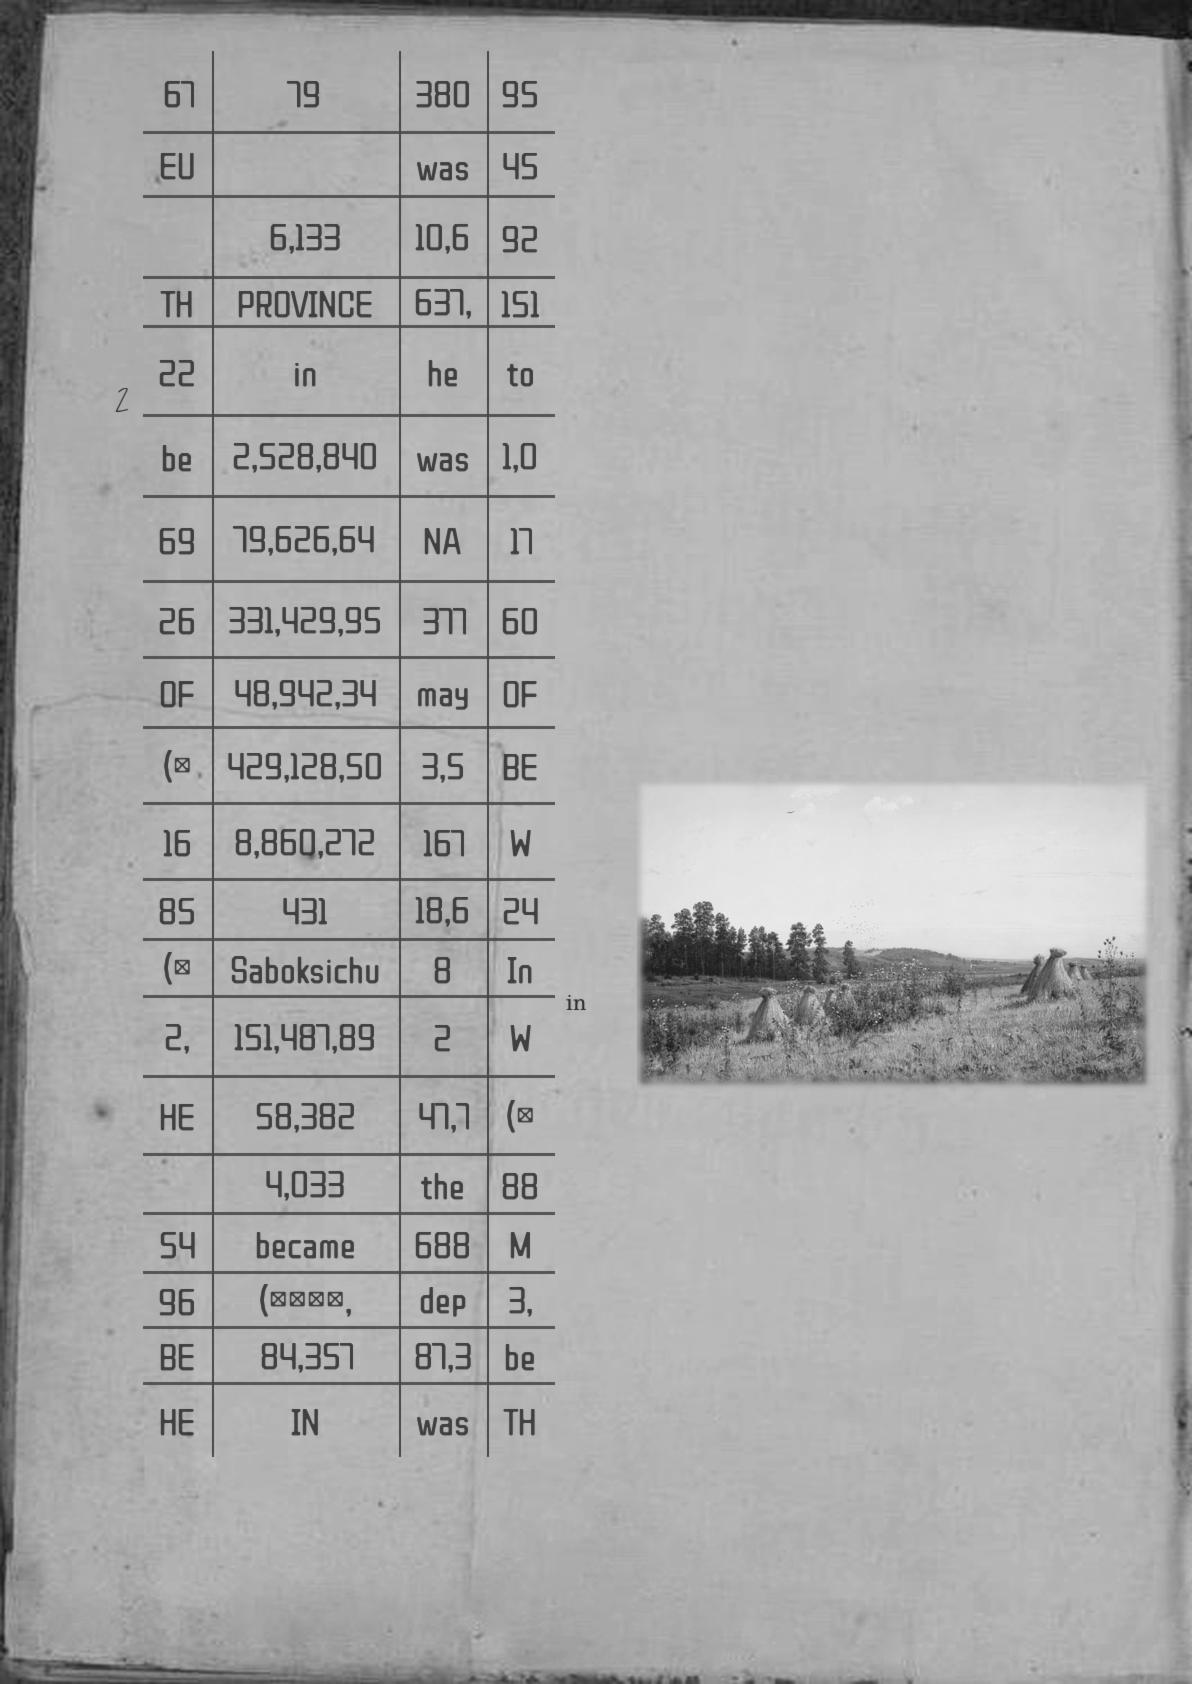 67 79 380 95
EU was 45
6,133 10,6 92
TH PROVINCE 637, 151
22 in he to
2
be 2,528,840 was 1,0
69 79,626,64 NA 17
26 331,429,95 377 60
OF 48,942,34 may OF
(☒ 429,128,50 3,5 BE
16 8,860,272 167 W
85 431 18,6 24
(☒ Saboksichu 8 In
in
2, 151,487,89 2 W
HE 58,382 47,7 (☒
4,033 the 88
54 became 688 M
96 (☒☒☒☒, dep 3,
BE 84,357 87,3 be
HE IN was TH